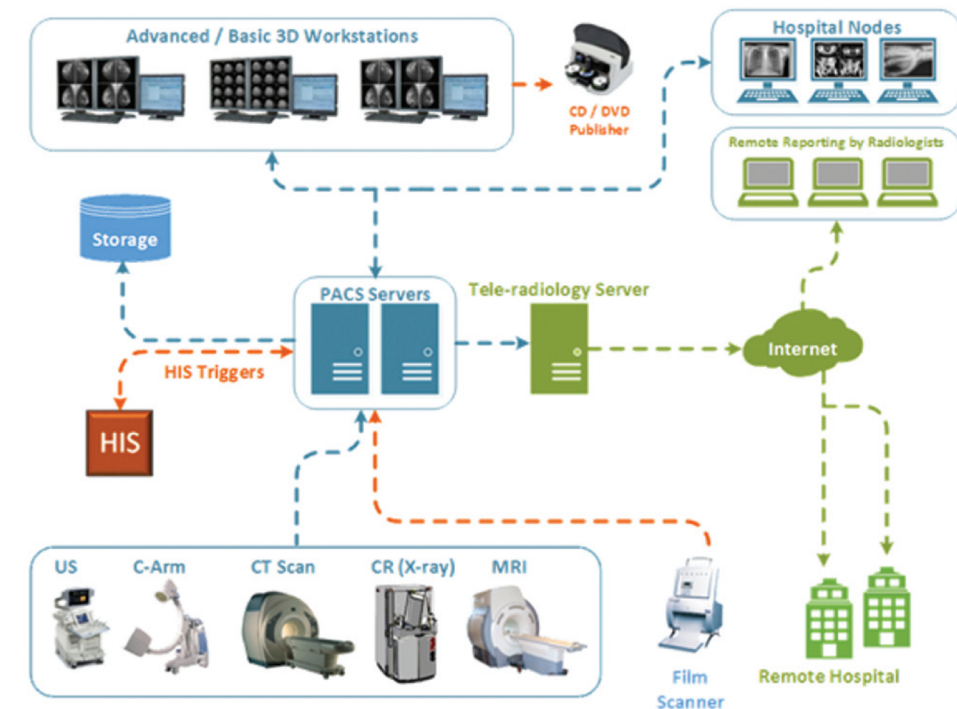 Advanced / Basic 3D Workstations
CD / DVD
Publisher
Hospital Nodes
Remote Reporting by Radiologists
Storage
PACS Servers
Tele-radiology Server
Internet
HIS Triggers
HIS
US
C-Arm
CT Scan
CR (X-ray)
MRI
Film
Scanner
Remote Hospital